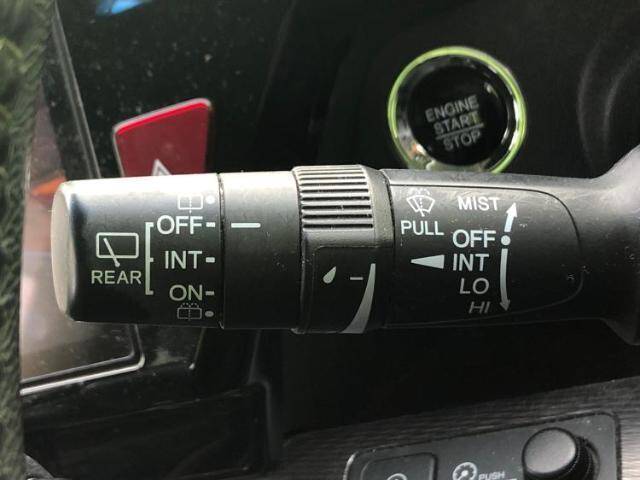 ENGINE
START
STOP
OFF
INT
ON
REAR
PULL
MIST
OFF
INT
LO
HI
PUSH